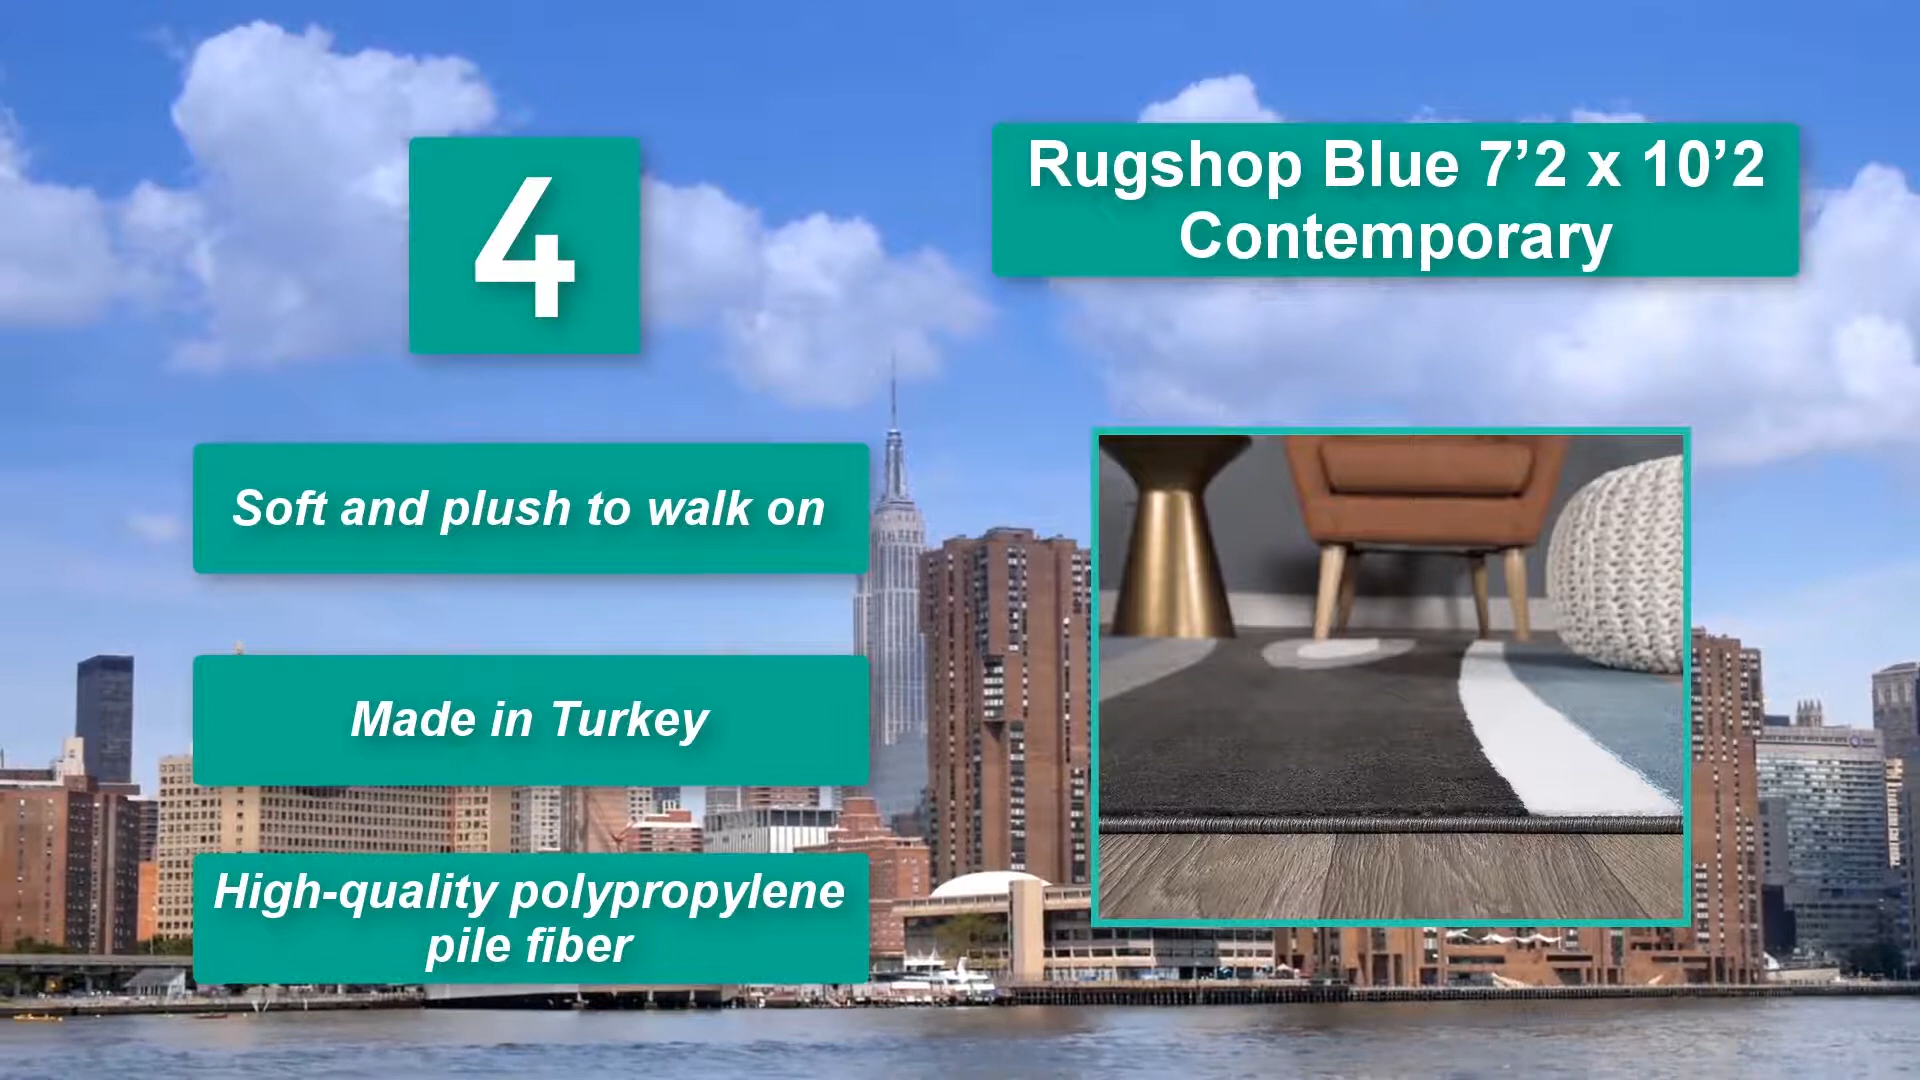 4
Rugshop Blue 7’2 x 10’2
Contemporary
Soft and plush to walk on
Made in Turkey
High-quality polypropylene
pile fiber